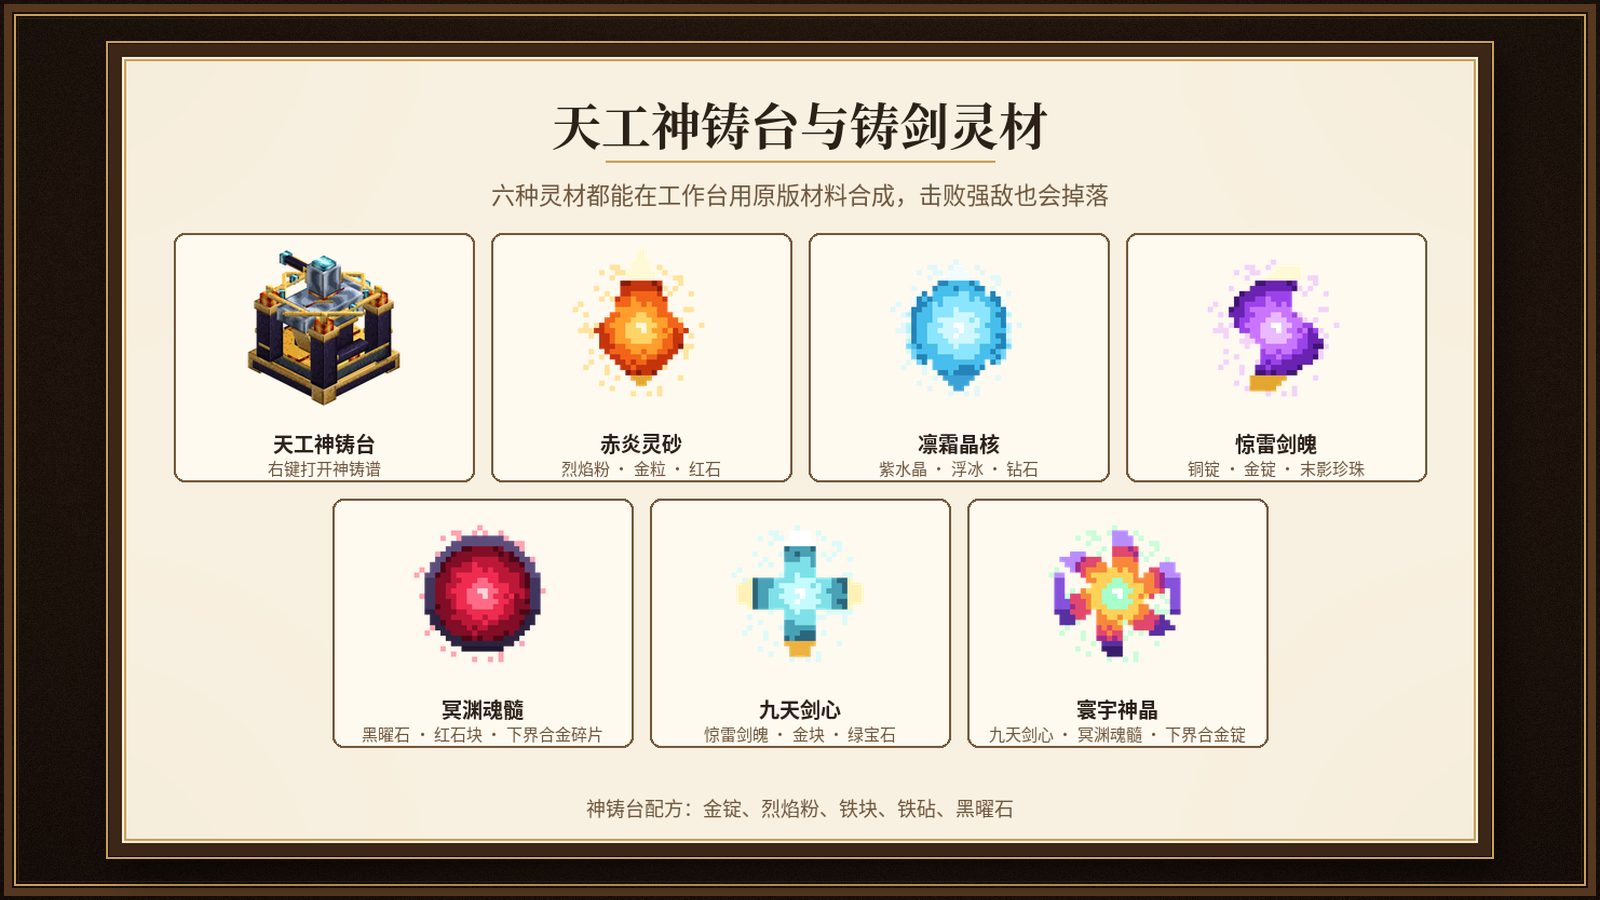 天工神铸台与铸剑灵材
六种灵材都能在工作台用原版材料合成，击败强敌也会掉落
天工神铸台
右键打开神铸谱
赤炎灵砂
烈焰粉 · 金粒 · 红石
凛霜晶核
紫水晶 · 浮冰 · 钻石
惊雷剑魄
铜锭 · 金锭 · 末影珍珠
冥渊魂髓
黑曜石 · 红石块 · 下界合金碎片
九天剑心
惊雷剑魄 · 金块 · 绿宝石
寰宇神晶
九天剑心 · 冥渊魂髓 · 下界合金锭
神铸台配方：金锭、烈焰粉、铁块、铁砧、黑曜石